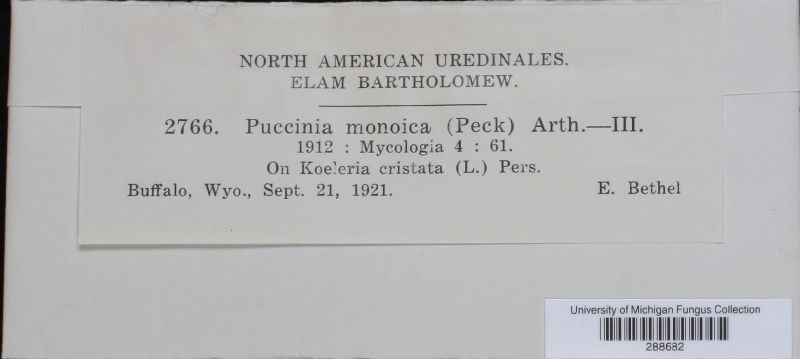 NORTH AMERICAN UREDINALES.
ELAM BARTHOLOMEW.
2766. Puccinia monoica (Peck) Arth.—III.
1912 : Mycologia 4 : 61.
On Koeleria cristata (L.) Pers.
Buffalo, Wyo., Sept. 21, 1921. E. Bethel
University of Michigan Fungus Collection
288682